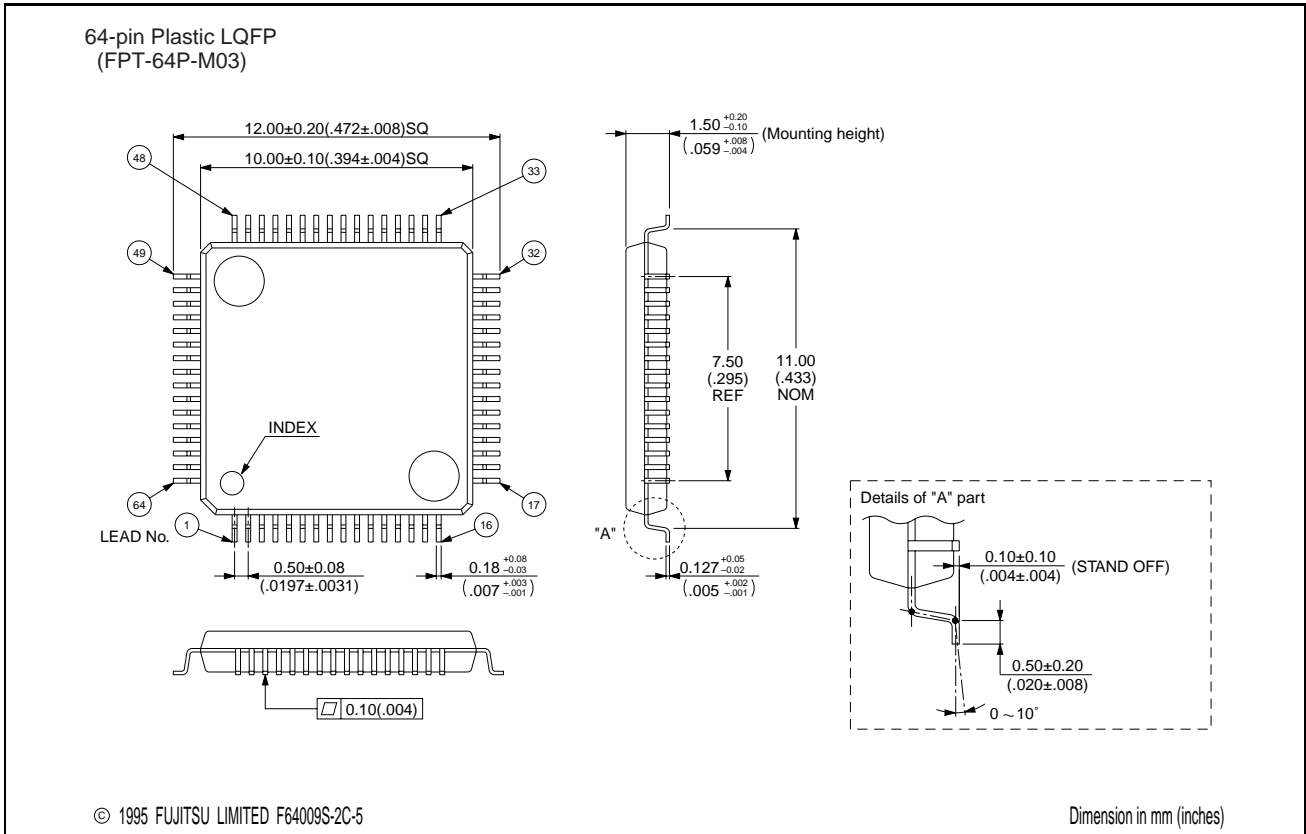 64-pin Plastic LQFP
(FPT-64P-M03)
12.00±0.20(.472±.008)SQ
10.00±0.10(.394±.004)SQ
48
33
49
32
INDEX
64
17
LEAD No.
1
16
0.50±0.08
(.0197±.0031)
0.18 +0.08 –0.03
(.007 +.003 –.001)
0.10(.004)
1.50 +0.20 –0.10 (Mounting height)
(.059 +.008 –.004)
7.50
(.295)
REF
11.00
(.433)
NOM
"A"
0.127 +0.05 –0.02
(.005 +.002 –.001)
Details of "A" part
0.10±0.10
(.004±.004)
(STAND OFF)
0.50±0.20
(.020±.008)
0 ~ 10°
© 1995 FUJITSU LIMITED F64009S-2C-5
Dimension in mm (inches)